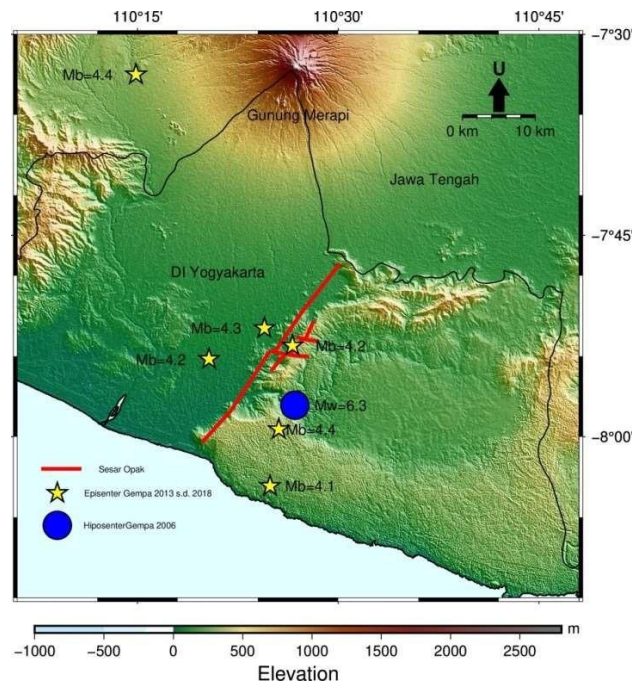 110°15' 110°30' 110°45'
-7°30'
U
Mb=4.4
Gunung Merapi
0 km 10 km
Jawa Tengah
-7°45'
DI Yogyakarta
Mb=4.3
Mb=4.2
Mb=4.2
Mw=6.3
Mb=4.4
-8°00'
Sesar Opak
Mb=4.1
Episenter Gempa 2013 s.d. 2018
HiposenterGempa 2006
m
-1000 -500 0 500 1000 1500 2000 2500
Elevation